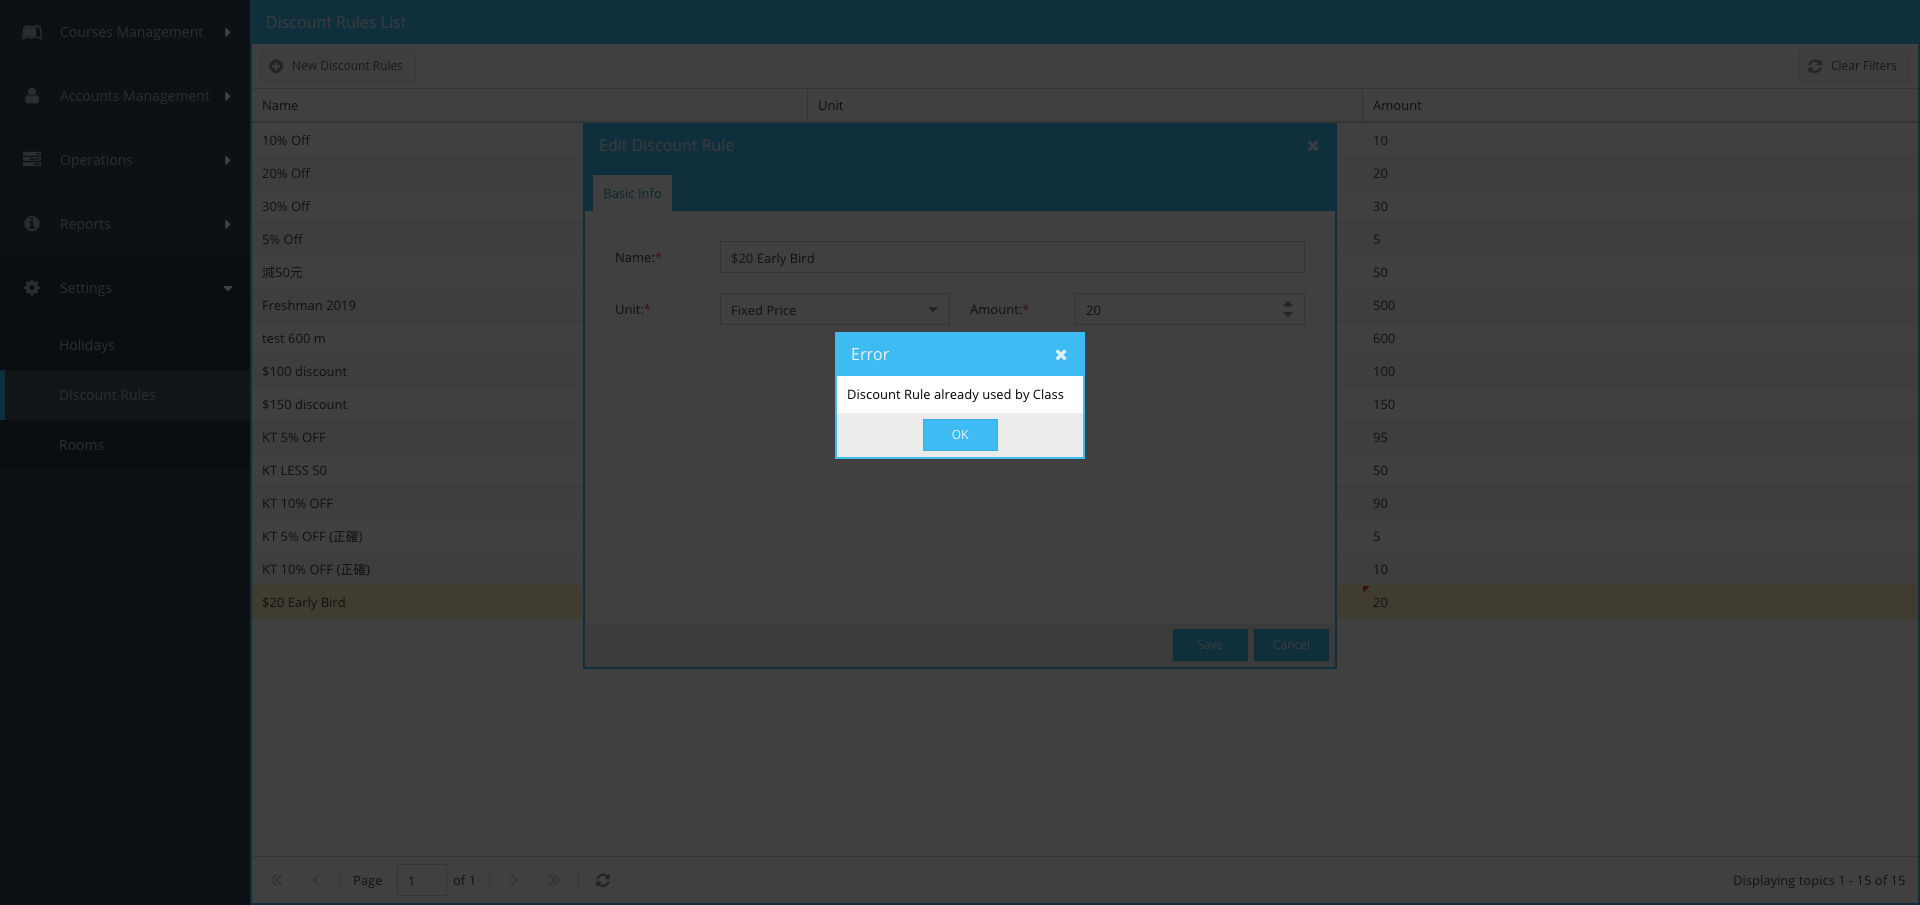 Courses Management
Accounts Management
Operations
Reports
Settings
Holidays
Discount Rules
Rooms
Discount Rules List
New Discount Rules
Clear Filters
Name Unit Amount
10% Off 10
20% Off 20
30% Off 30
5% Off 5
減50元 50
Freshman 2019 500
test 600 m 600
$100 discount 100
$150 discount 150
KT 5% OFF 95
KT LESS 50 50
KT 10% OFF 90
KT 5% OFF (正確) 5
KT 10% OFF (正確) 10
$20 Early Bird 20
Edit Discount Rule
Basic Info
Name:* $20 Early Bird
Unit:* Fixed Price Amount:* 20
Error
Discount Rule already used by Class
OK
Save Cancel
Page 1 of 1
Displaying topics 1 - 15 of 15